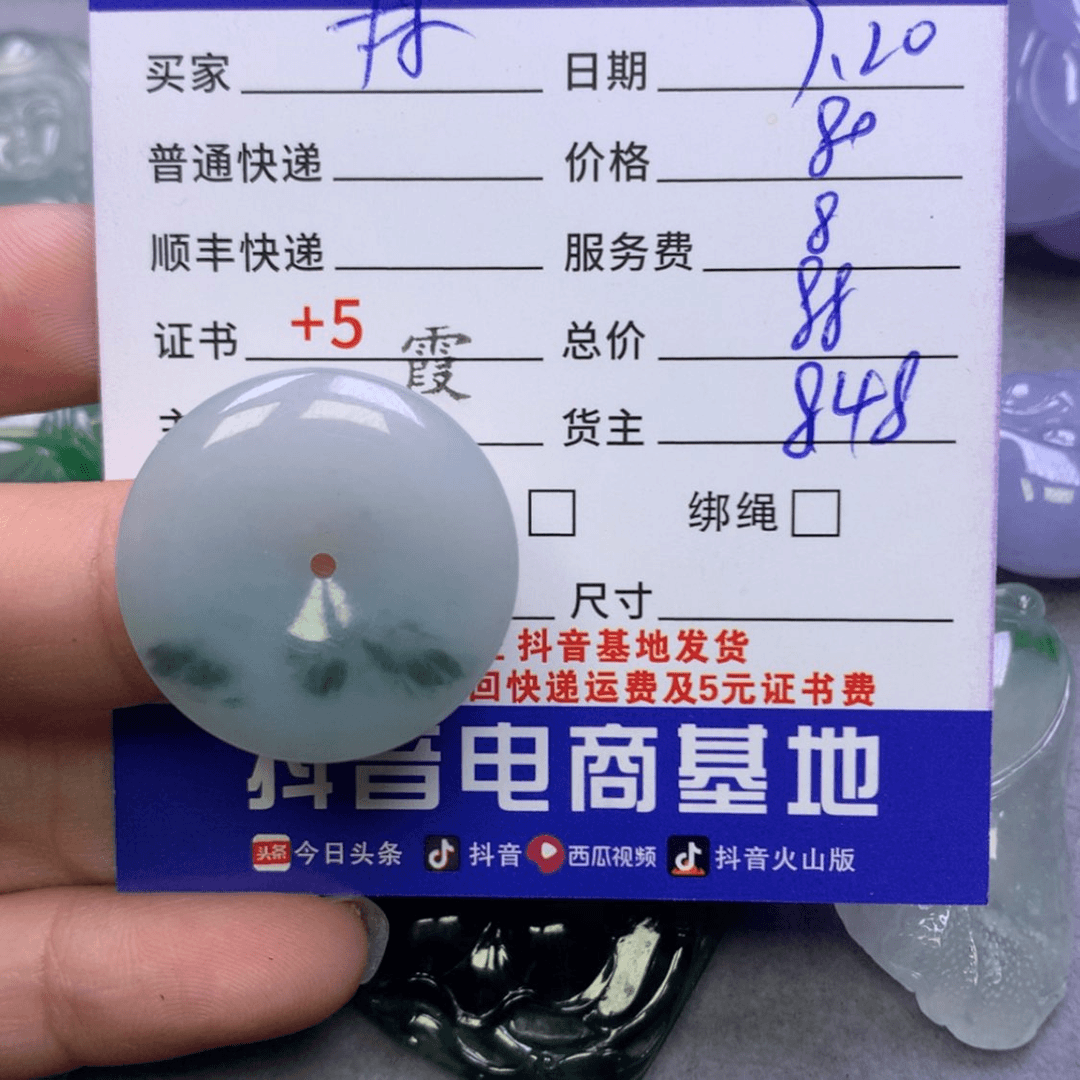 买家 日期 7.20
普通快递 价格 80
顺丰快递 服务费 8
证书 +5 霞 总价 88
货主 848
绑绳
尺寸
抖音基地发货
回快递运费及5元证书费
抖音电商基地
头条 今日头条 抖音 西瓜视频 抖音火山版